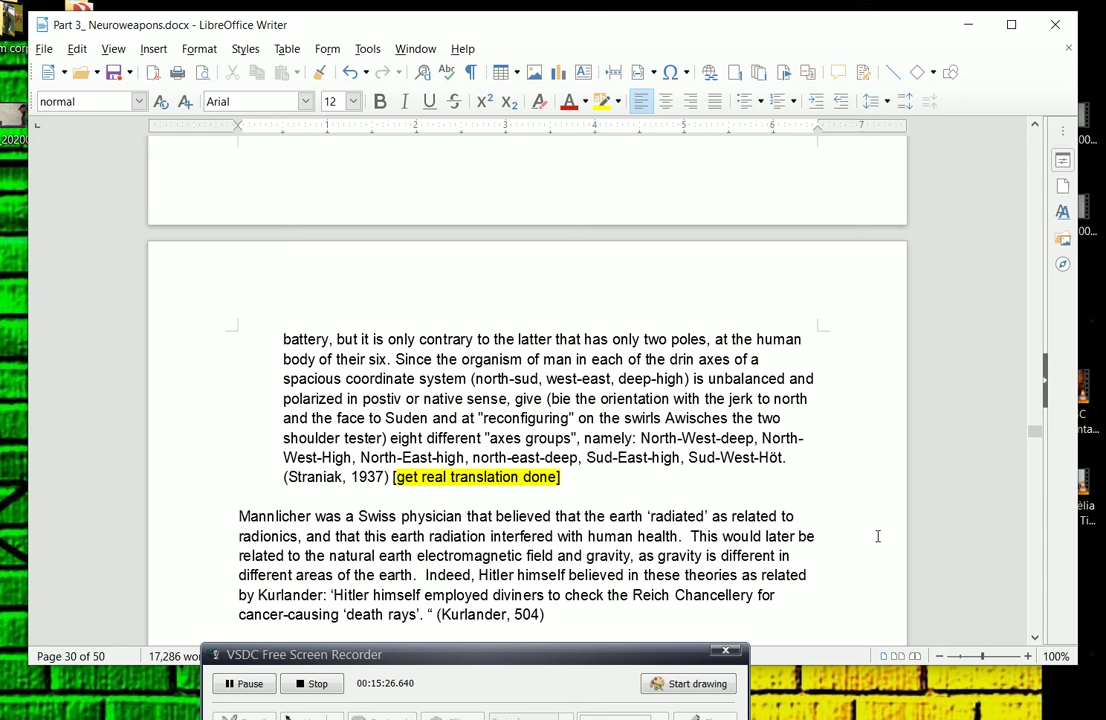 Part 3_ Neuroweapons.docx - LibreOffice Writer
File Edit View Insert Format Styles Table Form Tools Window Help
normal Arial 12
1 2 3 4 5 6 7
battery, but it is only contrary to the latter that has only two poles, at the human
body of their six. Since the organism of man in each of the drin axes of a
spacious coordinate system (north-sud, west-east, deep-high) is unbalanced and
polarized in postiv or native sense, give (bie the orientation with the jerk to north
and the face to Suden and at "reconfiguring" on the swirls Awisches the two
shoulder tester) eight different "axes groups", namely: North-West-deep, North-
West-High, North-East-high, north-east-deep, Sud-East-high, Sud-West-Höt.
(Straniak, 1937) [get real translation done]
Mannlicher was a Swiss physician that believed that the earth ‘radiated’ as related to
radionics, and that this earth radiation interfered with human health.  This would later be
related to the natural earth electromagnetic field and gravity, as gravity is different in
different areas of the earth.  Indeed, Hitler himself believed in these theories as related
by Kurlander: ‘Hitler himself employed diviners to check the Reich Chancellery for
cancer-causing ‘death rays’. “ (Kurlander, 504)
Page 30 of 50 17,286 100%
VSDC Free Screen Recorder
Pause Stop 00:15:26.640 Start drawing